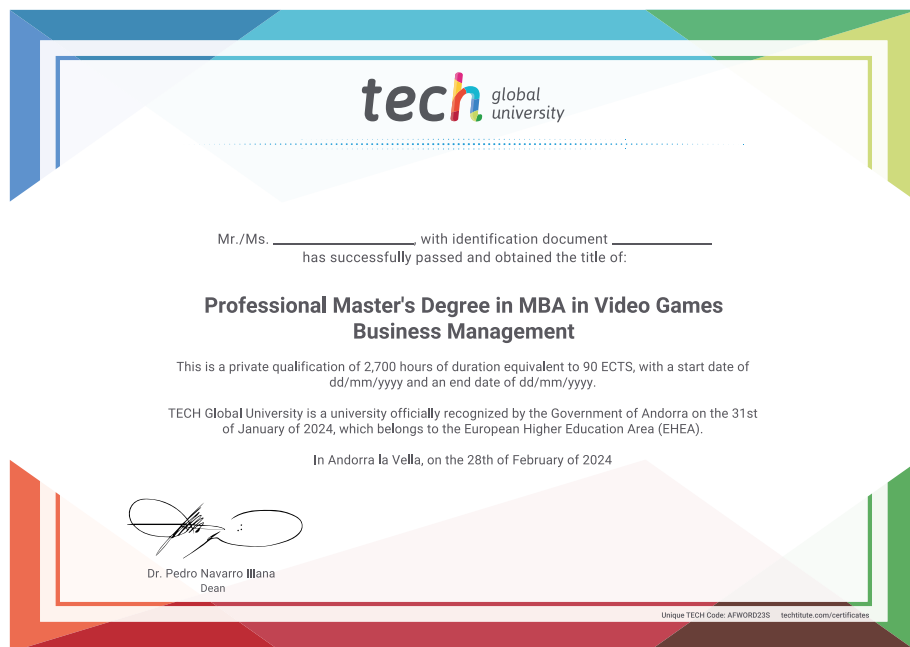 tech global
university
Mr./Ms. ________________, with identification document ____________
has successfully passed and obtained the title of:
Professional Master's Degree in MBA in Video Games
Business Management
This is a private qualification of 2,700 hours of duration equivalent to 90 ECTS, with a start date of
dd/mm/yyyy and an end date of dd/mm/yyyy.
TECH Global University is a university officially recognized by the Government of Andorra on the 31st
of January of 2024, which belongs to the European Higher Education Area (EHEA).
In Andorra la Vella, on the 28th of February of 2024
Dr. Pedro Navarro Illana
Dean
Unique TECH Code: AFWORD23S techtitute.com/certificates